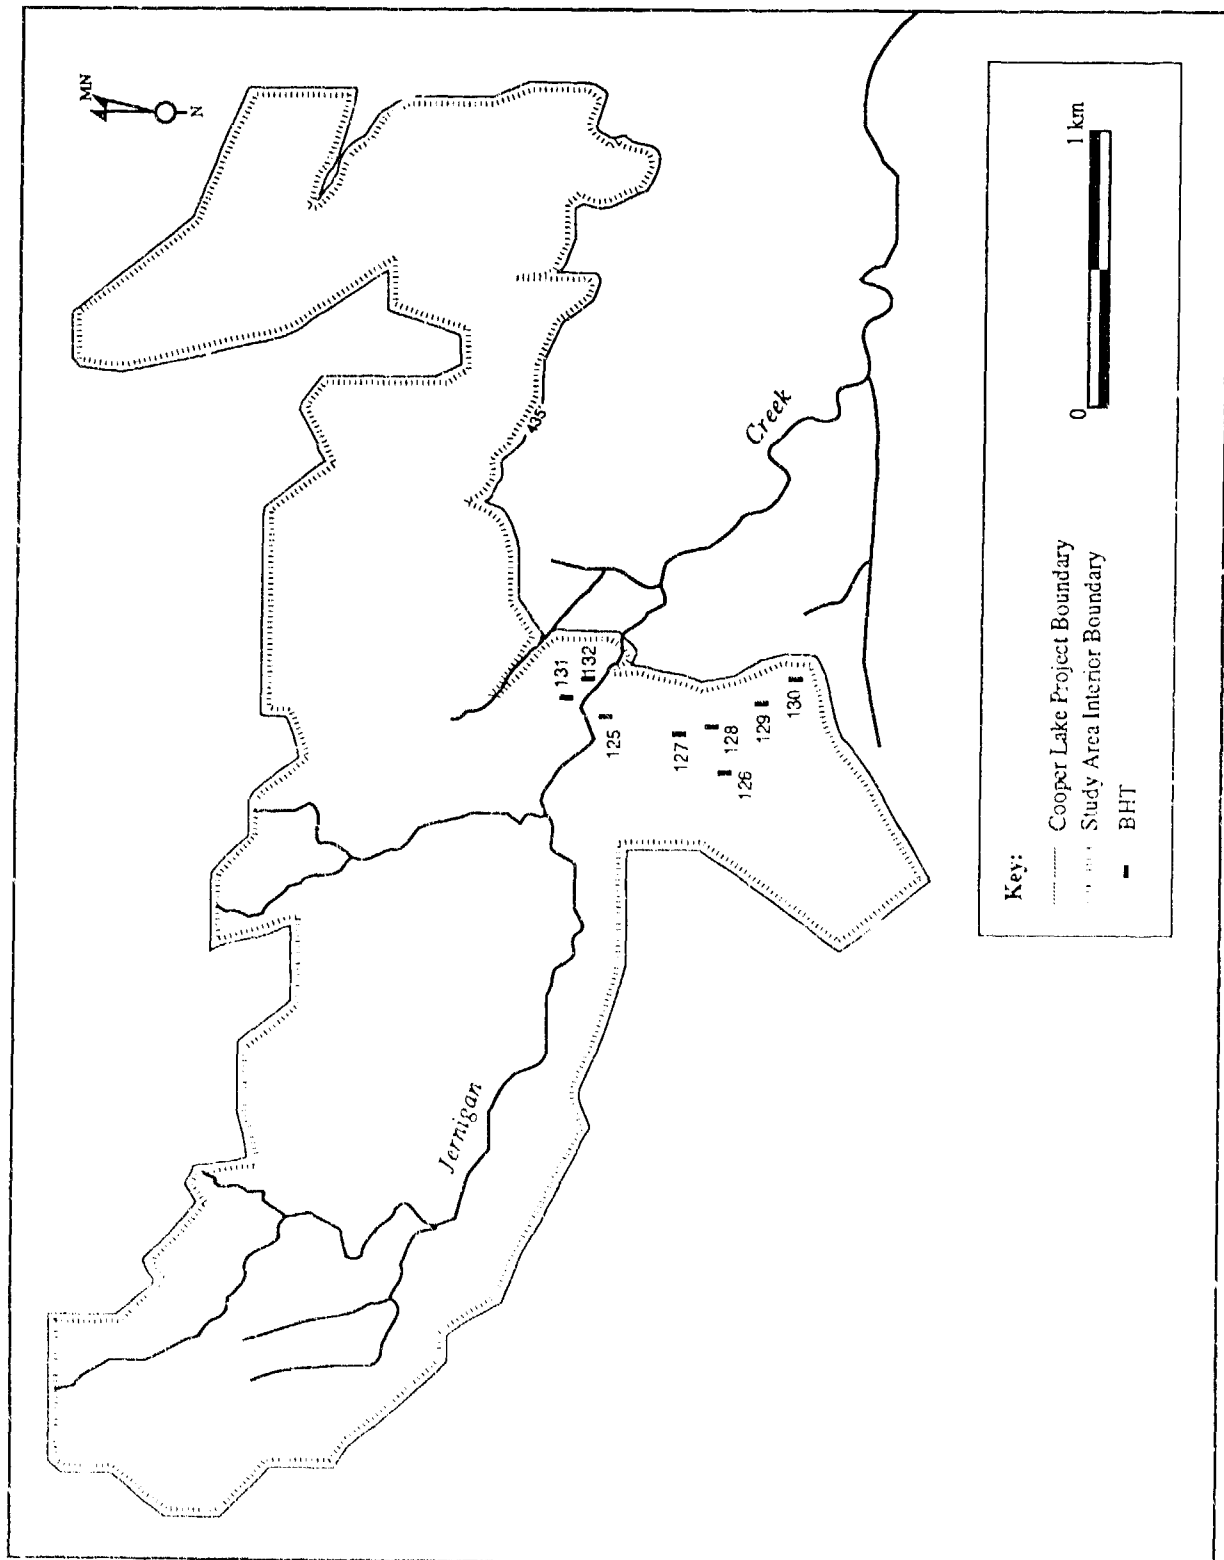 MN
N
435'
Creek
Jernigan
131
132
125
127
128
126
129
130
Key:
Cooper Lake Project Boundary
Study Area Interior Boundary
BHT
0
1 km